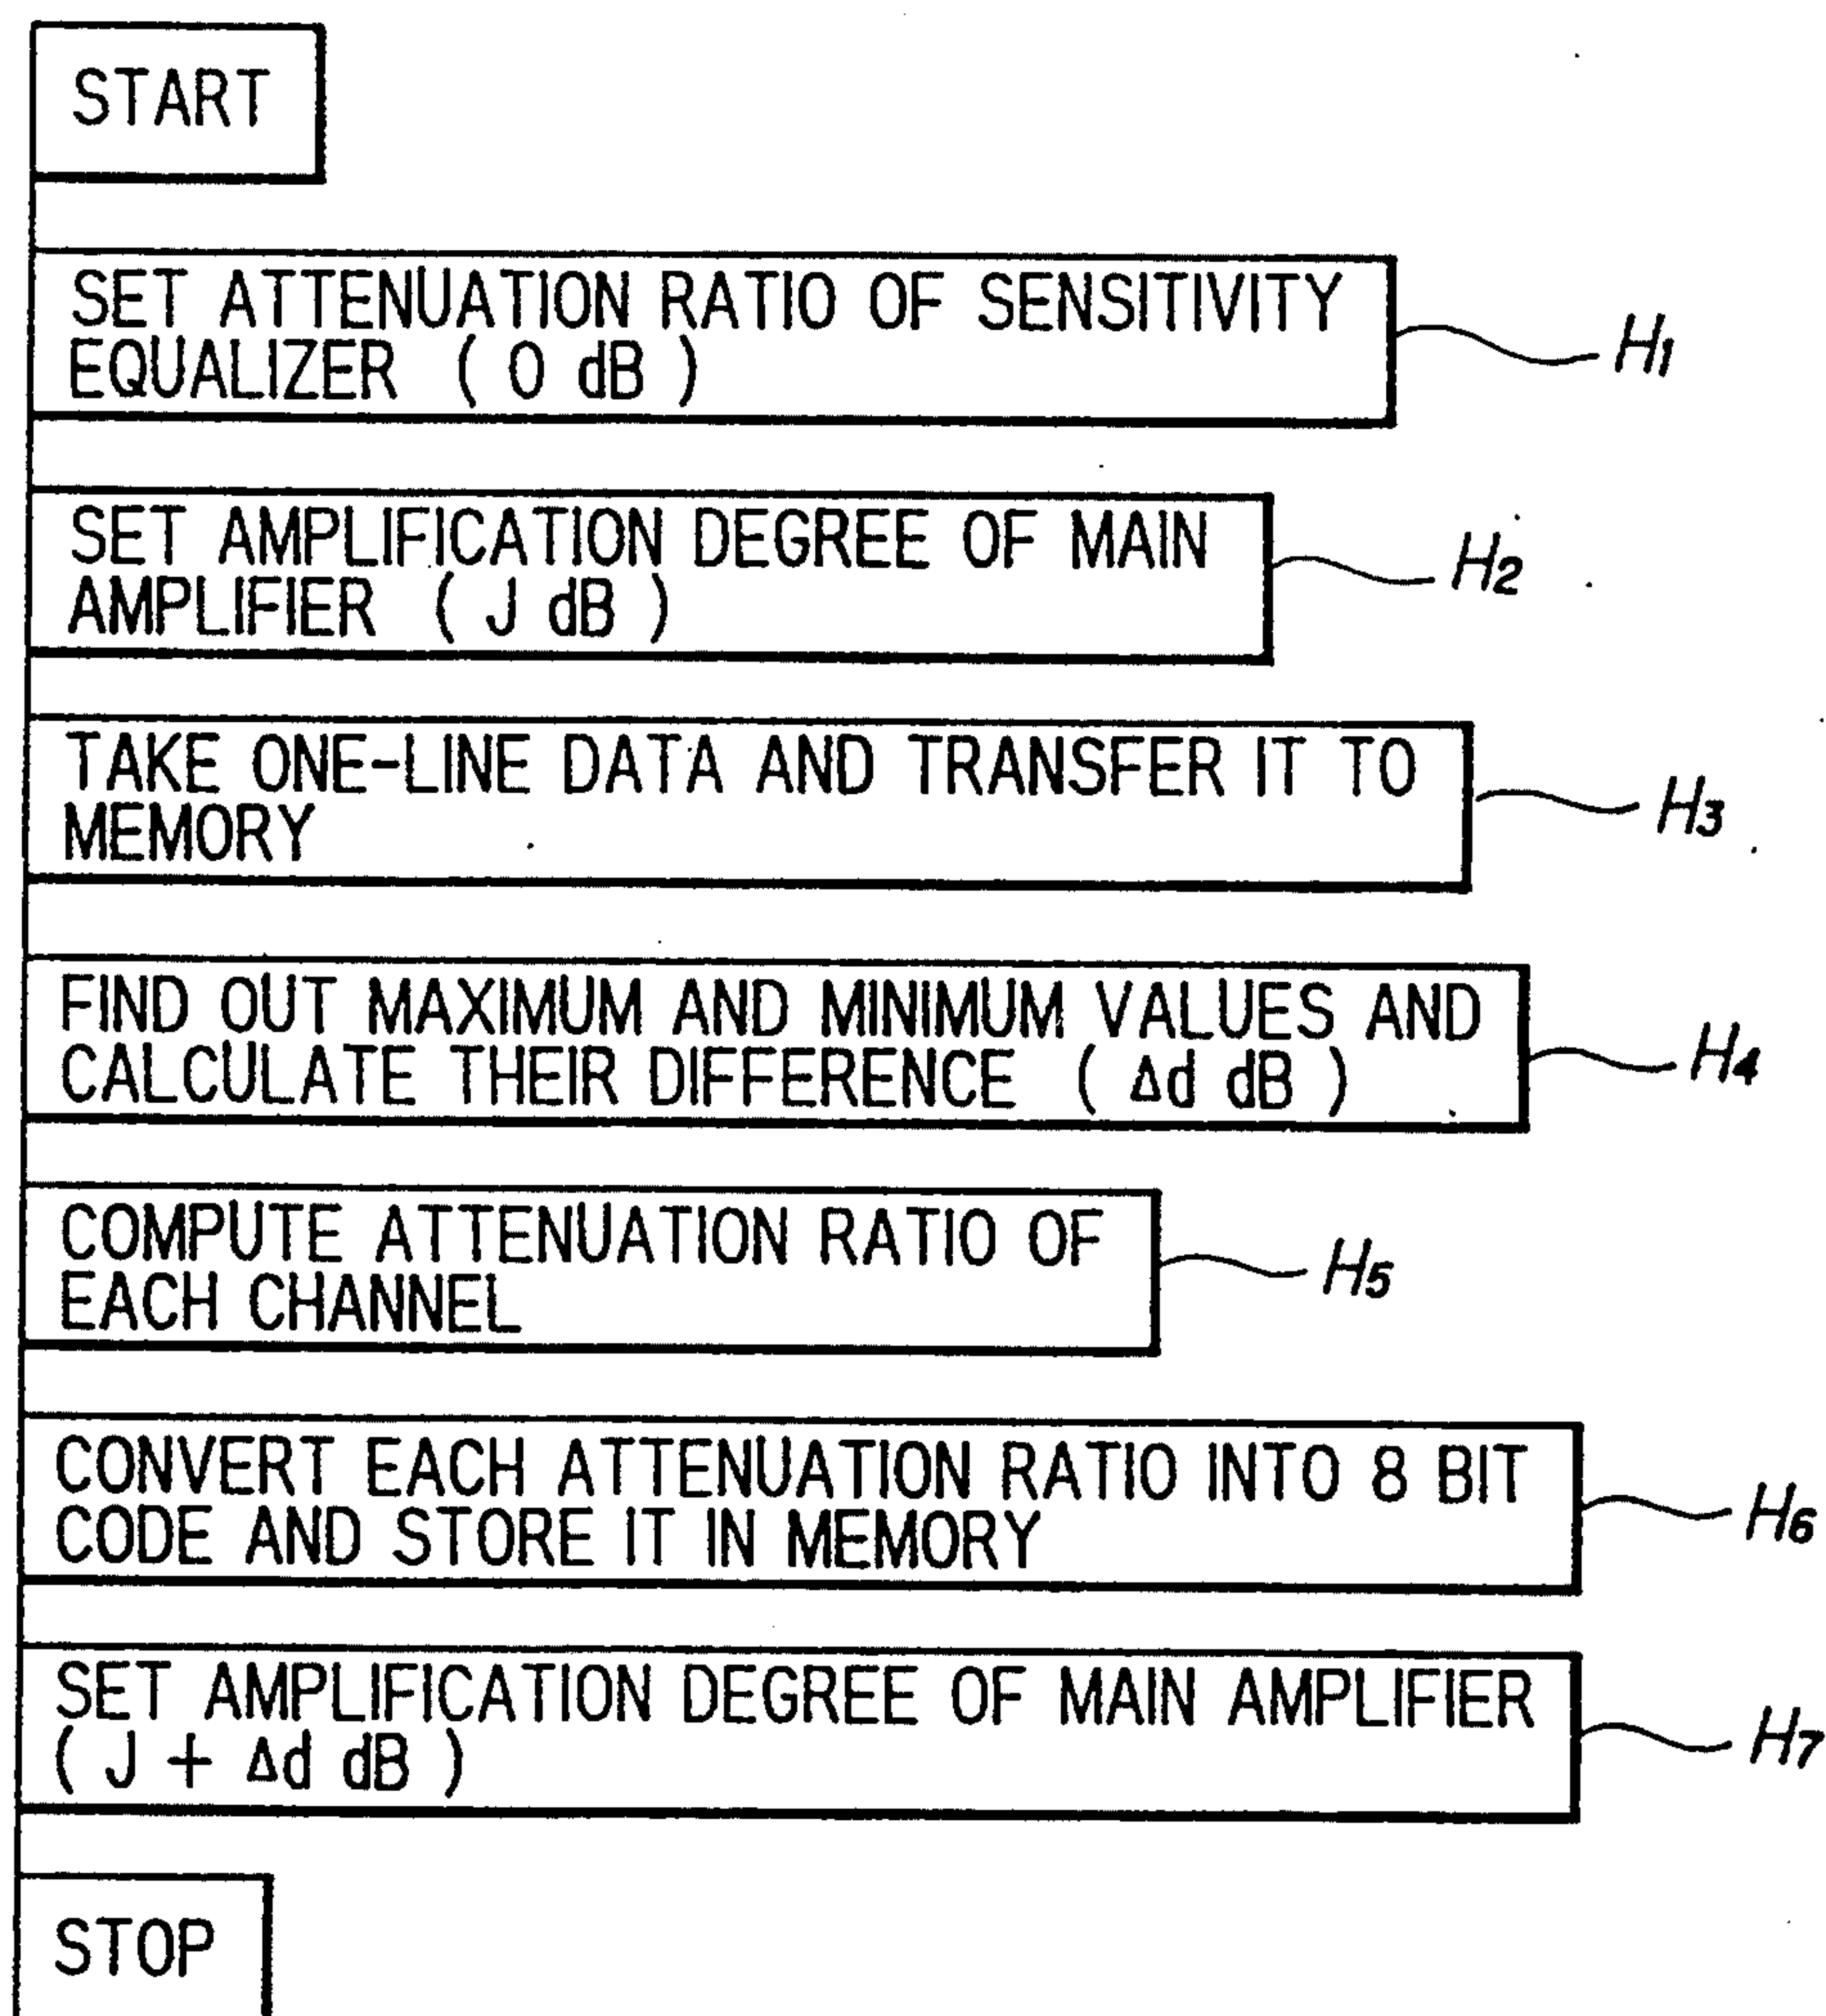 START
SET ATTENUATION RATIO OF SENSITIVITY
EQUALIZER ( 0 dB )
H1
SET AMPLIFICATION DEGREE OF MAIN
AMPLIFIER ( J dB )
H2
TAKE ONE-LINE DATA AND TRANSFER IT TO
MEMORY
H3
FIND OUT MAXIMUM AND MINIMUM VALUES AND
CALCULATE THEIR DIFFERENCE ( Δd dB )
H4
COMPUTE ATTENUATION RATIO OF
EACH CHANNEL
H5
CONVERT EACH ATTENUATION RATIO INTO 8 BIT
CODE AND STORE IT IN MEMORY
H6
SET AMPLIFICATION DEGREE OF MAIN AMPLIFIER
( J + Δd dB )
H7
STOP